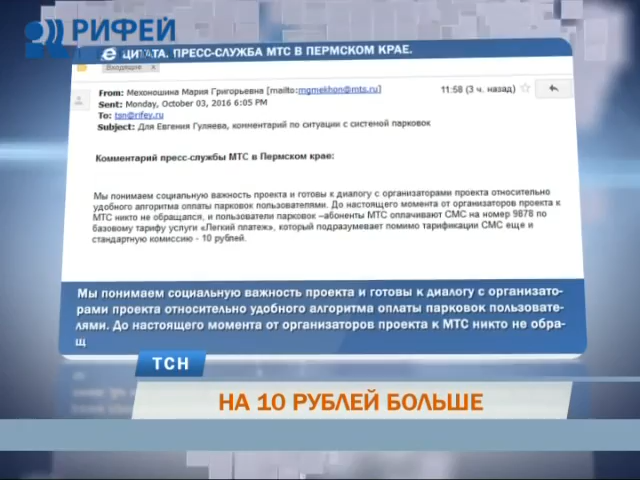 РИФЕЙ
ЦИТАТА. ПРЕСС-СЛУЖБА МТС В ПЕРМСКОМ КРАЕ.
Входящие x
From: Мехоношина Мария Григорьевна [mailto:mgmekhon@mts.ru]
11:58 (3 ч. назад)
Sent: Monday, October 03, 2016 6:05 PM
To: tsn@rifey.ru
Subject: Для Евгения Гуляева, комментарий по ситуации с системой парковок
Комментарий пресс-службы МТС в Пермском крае:
Мы понимаем социальную важность проекта и готовы к диалогу с организаторами проекта относительно
удобного алгоритма оплаты парковок пользователями. До настоящего момента от организаторов проекта к
МТС никто не обращался, и пользователи парковок –абоненты МТС оплачивают СМС на номер 9878 по
базовому тарифу услуги «Легкий платеж», который подразумевает помимо тарификации СМС еще и
стандартную комиссию - 10 рублей.
Мы понимаем социальную важность проекта и готовы к диалогу с организато-
рами проекта относительно удобного алгоритма оплаты парковок пользовате-
лями. До настоящего момента от организаторов проекта к МТС никто не обра-
щ
ТСН
НА 10 РУБЛЕЙ БОЛЬШЕ